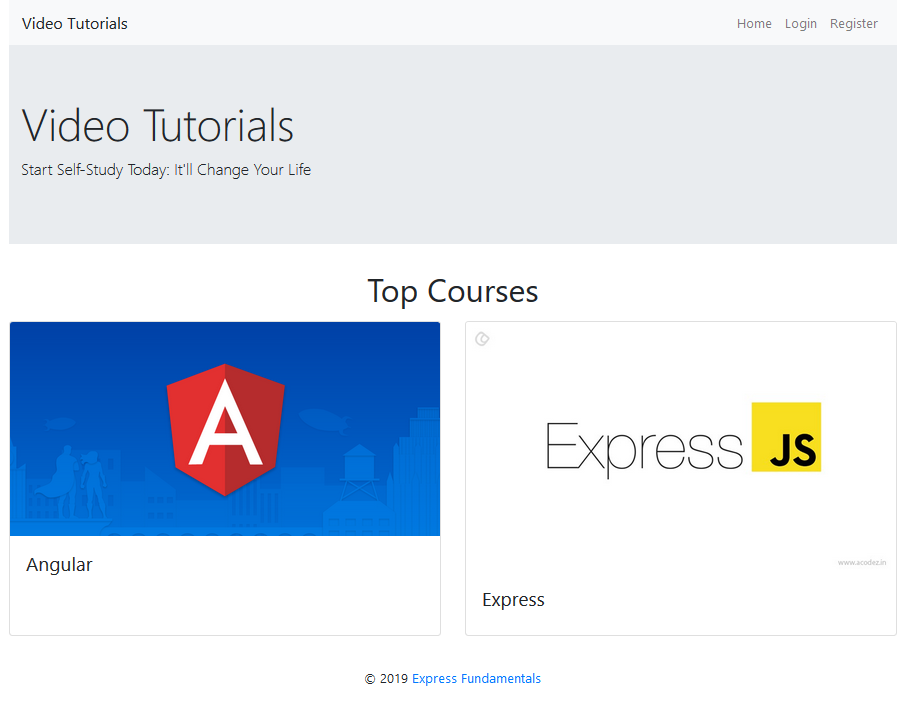 Video Tutorials
Home Login Register
Video Tutorials
Start Self-Study Today: It'll Change Your Life
Top Courses
A
Express JS
www.acodez.in
Angular
Express
© 2019 Express Fundamentals